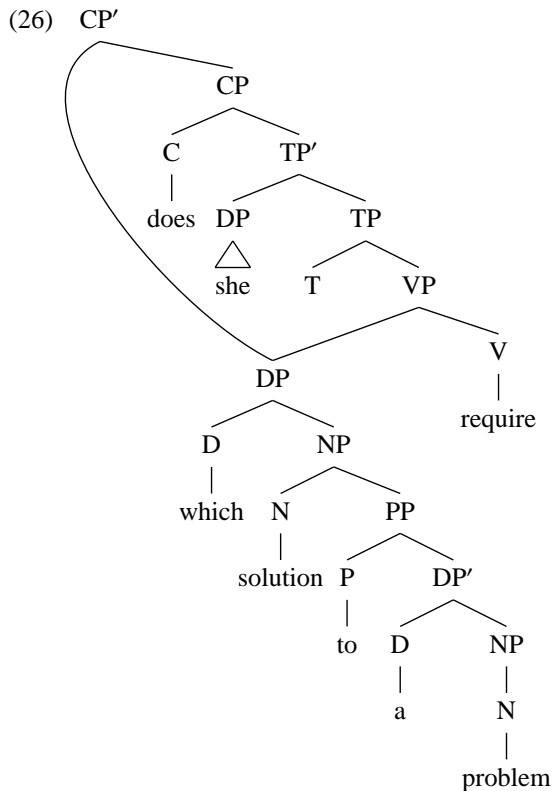 (26) CP′
CP
C TP′
does DP TP
she T VP
V
DP require
D NP
which N PP
solution P DP′
to D NP
a N
problem